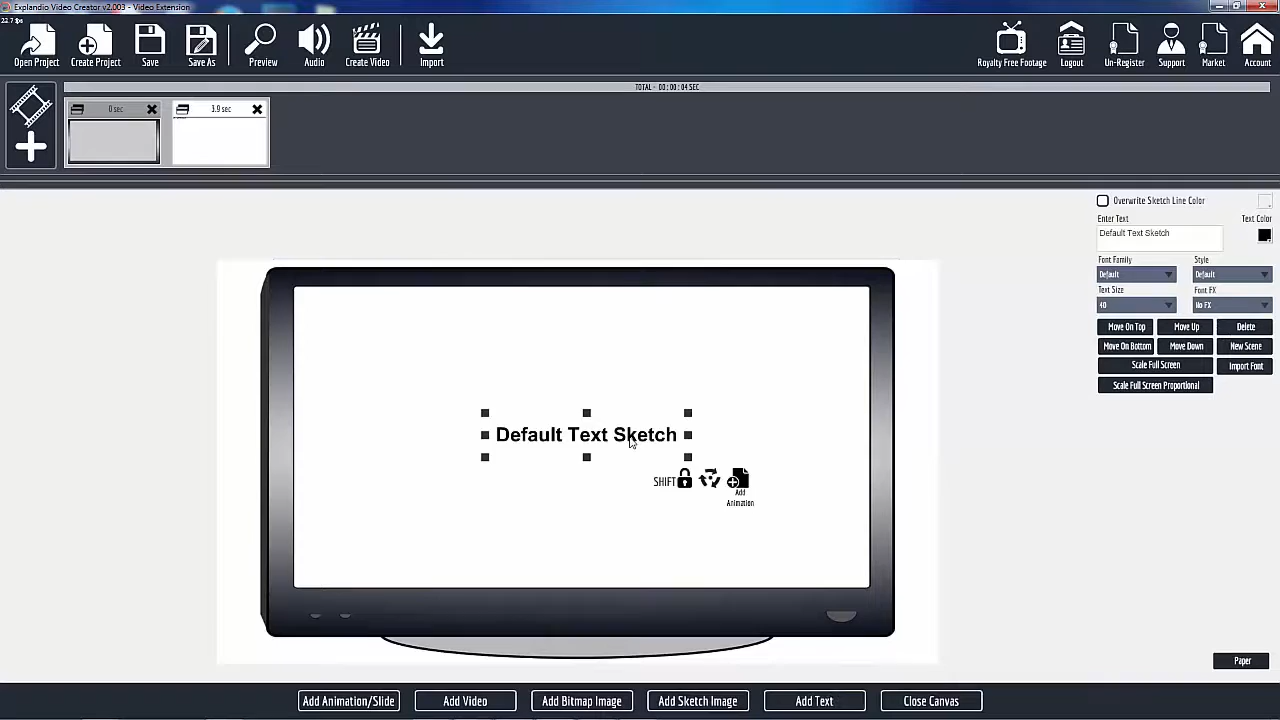 Explandio Video Creator v2.003 - Video Extension
22.7 fps
Open Project
Create Project
Save
Save As
Preview
Audio
Create Video
Import
Royalty Free Footage
Logout
Un-Register
Support
Market
Account
TOTAL - 00 : 00 : 04 SEC
0 sec
3.9 sec
Overwrite Sketch Line Color
Enter Text
Text Color
Default Text Sketch
Font Family
Style
Default
Default
Text Size
Font FX
40
No FX
Move On Top
Move Up
Delete
Move On Bottom
Move Down
New Scene
Scale Full Screen
Import Font
Scale Full Screen Proportional
Default Text Sketch
SHIFT
Add
Animation
Paper
Add Animation/Slide
Add Video
Add Bitmap Image
Add Sketch Image
Add Text
Close Canvas